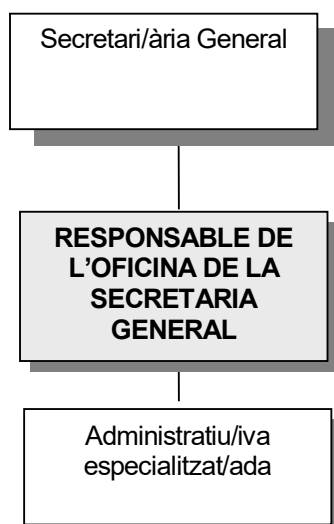 Secretari/ària General
RESPONSABLE DE
L’OFICINA DE LA
SECRETARIA
GENERAL
Administratiu/iva
especialitzat/ada